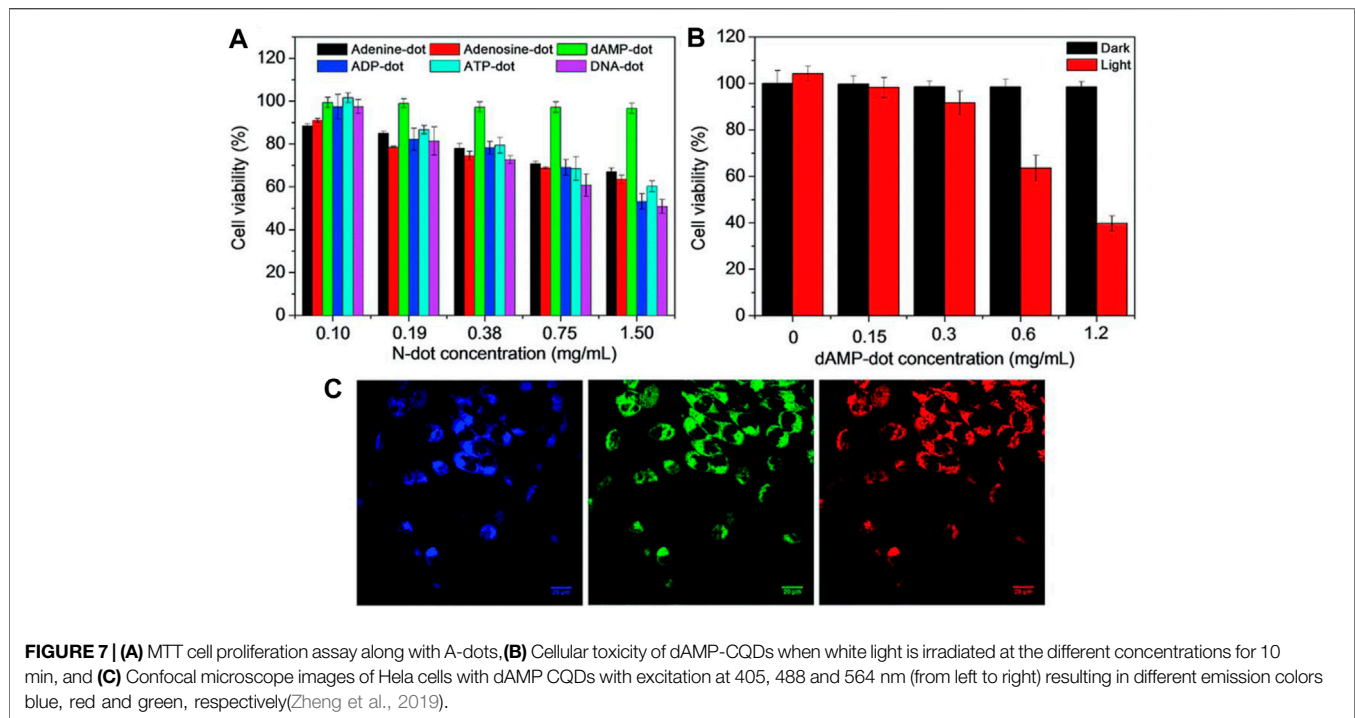 A
Adenine-dot Adenosine-dot dAMP-dot
ADP-dot ATP-dot DNA-dot
Cell viability (%)
120
100
80
60
40
20
0
0.10 0.19 0.38 0.75 1.50
N-dot concentration (mg/mL)
B
Dark
Light
Cell viability (%)
120
100
80
60
40
20
0
0 0.15 0.3 0.6 1.2
dAMP-dot concentration (mg/mL)
C
20 μm 20 μm 20 μm
FIGURE 7 | (A) MTT cell proliferation assay along with A-dots,(B) Cellular toxicity of dAMP-CQDs when white light is irradiated at the different concentrations for 10
min, and (C) Confocal microscope images of Hela cells with dAMP CQDs with excitation at 405, 488 and 564 nm (from left to right) resulting in different emission colors
blue, red and green, respectively(Zheng et al., 2019).